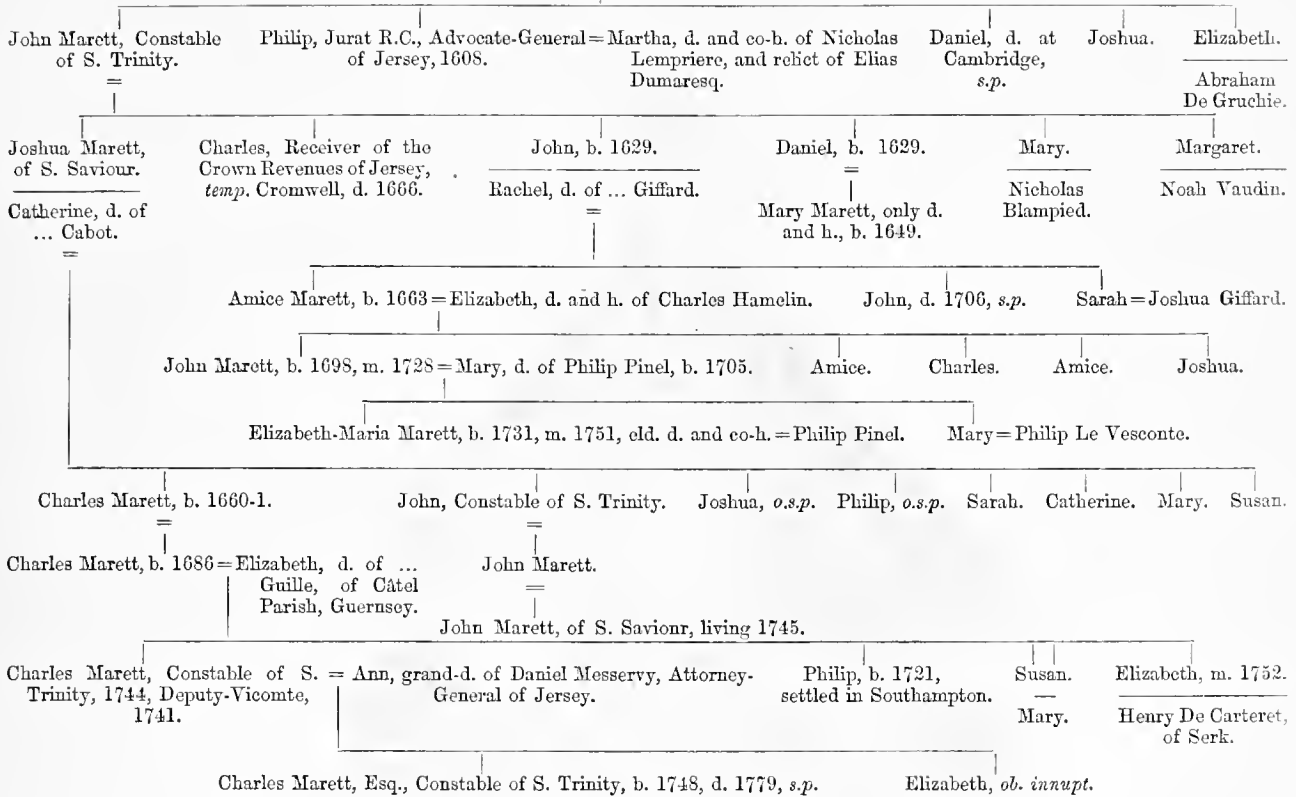 John Marett, Constable of S. Trinity.
=
Philip, Jurat R.C., Advocate-General of Jersey, 1608. = Martha, d. and co-h. of Nicholas Lempriere, and relict of Elias Dumaresq.
Daniel, d. at Cambridge, s.p.
Joshua.
Elizabeth.
Abraham De Gruchie.
Joshua Marett, of S. Saviour.
Catherine, d. of ... Cabot.
=
Charles, Receiver of the Crown Revenues of Jersey, temp. Cromwell, d. 1666.
John, b. 1629.
Rachel, d. of ... Giffard.
=
Daniel, b. 1629.
=
Mary Marett, only d. and h., b. 1649.
Mary.
Nicholas Blampied.
Margaret.
Noah Vaudin.
Amice Marett, b. 1663 = Elizabeth, d. and h. of Charles Hamelin.
John, d. 1706, s.p.
Sarah = Joshua Giffard.
John Marett, b. 1698, m. 1728 = Mary, d. of Philip Pinel, b. 1705.
Amice.
Charles.
Amice.
Joshua.
Elizabeth-Maria Marett, b. 1731, m. 1751, eld. d. and co-h. = Philip Pinel.
Mary = Philip Le Vesconte.
Charles Marett, b. 1660-1.
=
John, Constable of S. Trinity.
=
Joshua, o.s.p.
Philip, o.s.p.
Sarah.
Catherine.
Mary.
Susan.
Charles Marett, b. 1686 = Elizabeth, d. of ... Guille, of Câtel Parish, Guernsey.
John Marett.
=
John Marett, of S. Saviour, living 1745.
Charles Marett, Constable of S. Trinity, 1744, Deputy-Vicomte, 1741. = Ann, grand-d. of Daniel Messervy, Attorney-General of Jersey.
Philip, b. 1721, settled in Southampton.
Susan.
Mary.
Elizabeth, m. 1752.
Henry De Carteret, of Serk.
Charles Marett, Esq., Constable of S. Trinity, b. 1748, d. 1779, s.p.
Elizabeth, ob. innupt.